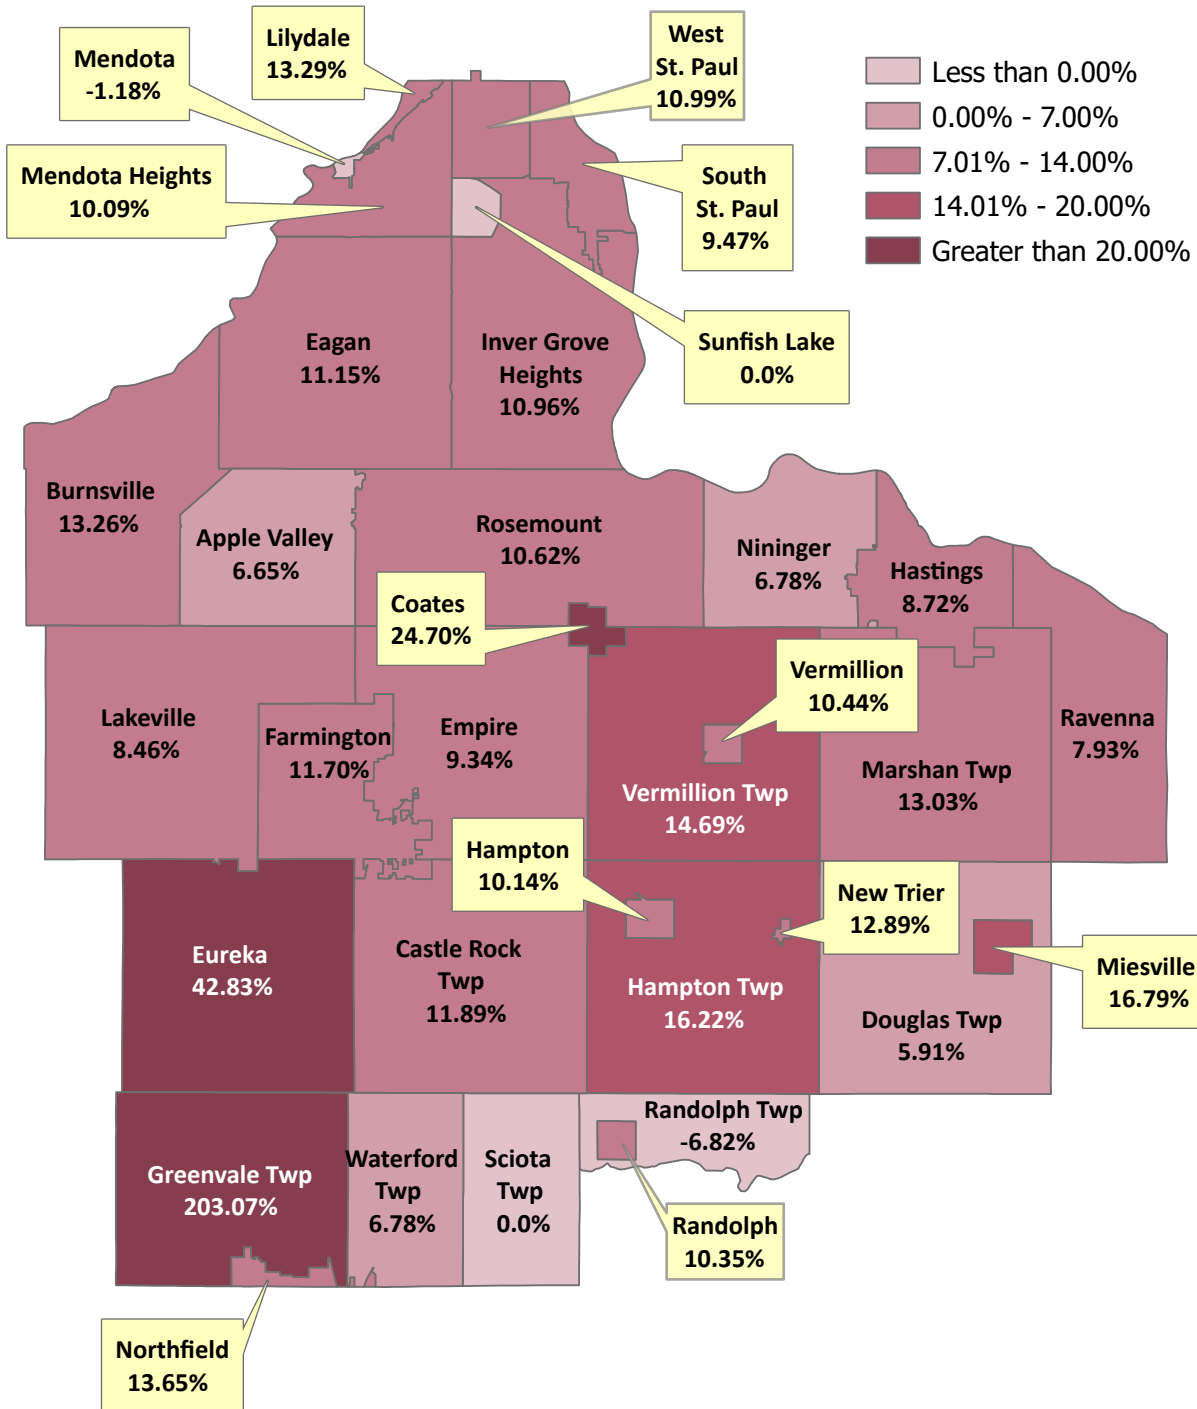 Lilydale
13.29%
West
St. Paul
10.99%
Mendota
-1.18%
Less than 0.00%
0.00% - 7.00%
7.01% - 14.00%
14.01% - 20.00%
Greater than 20.00%
Mendota Heights
10.09%
South
St. Paul
9.47%
Sunfish Lake
0.0%
Eagan
11.15%
Inver Grove
Heights
10.96%
Burnsville
13.26%
Apple Valley
6.65%
Rosemount
10.62%
Nininger
6.78%
Hastings
8.72%
Coates
24.70%
Vermillion
10.44%
Lakeville
8.46%
Farmington
11.70%
Empire
9.34%
Vermillion Twp
14.69%
Marshan Twp
13.03%
Ravenna
7.93%
Hampton
10.14%
New Trier
12.89%
Eureka
42.83%
Castle Rock
Twp
11.89%
Hampton Twp
16.22%
Miesville
16.79%
Douglas Twp
5.91%
Greenvale Twp
203.07%
Waterford
Twp
6.78%
Sciota
Twp
0.0%
Randolph Twp
-6.82%
Randolph
10.35%
Northfield
13.65%